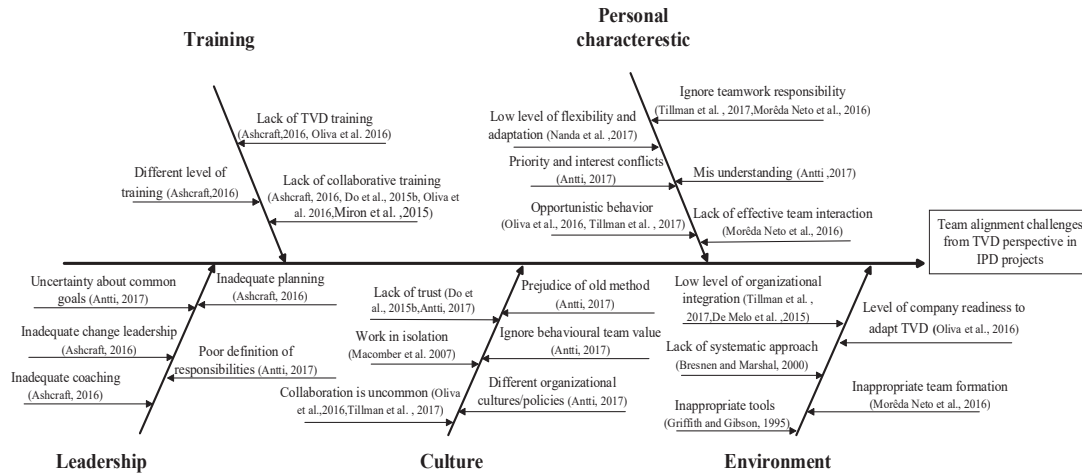 Training
Personal
characterestic
Lack of TVD training
(Ashcraft,2016, Oliva et al. 2016)
Different level of
training (Ashcraft,2016)
Lack of collaborative training
(Ashcraft, 2016, Do et al., 2015b, Oliva et
al. 2016,Miron et al.,2015)
Ignore teamwork responsibility
(Tillman et al. , 2017,Morêda Neto et al., 2016)
Low level of flexibility and
adaptation (Nanda et al. ,2017)
Priority and interest conflicts
(Antti, 2017)
Mis understanding (Antti ,2017)
Opportunistic behavior
(Oliva et al., 2016, Tillman et al. , 2017)
Lack of effective team interaction
(Morêda Neto et al., 2016)
Team alignment challenges
from TVD perspective in
IPD projects
Uncertainty about common
goals (Antti, 2017)
Inadequate planning
(Ashcraft, 2016)
Inadequate change leadership
(Ashcraft, 2016)
Poor definition of
responsibilities (Antti, 2017)
Inadequate coaching
(Ashcraft, 2016)
Lack of trust (Do et
al., 2015b,Antti, 2017)
Prejudice of old method
(Antti, 2017)
Work in isolation
(Macomber et al. 2007)
Ignore behavioural team value
(Antti, 2017)
Collaboration is uncommon (Oliva
et al.,2016,Tillman et al. , 2017)
Different organizational
cultures/policies (Antti, 2017)
Low level of organizational
integration (Tillman et al. ,
2017,De Melo et al. ,2015)
Level of company readiness to
adapt TVD (Oliva et al., 2016)
Lack of systematic approach
(Bresnen and Marshal, 2000)
Inappropriate team formation
(Morêda Neto et al., 2016)
Inappropriate tools
(Griffith and Gibson, 1995)
Leadership
Culture
Environment